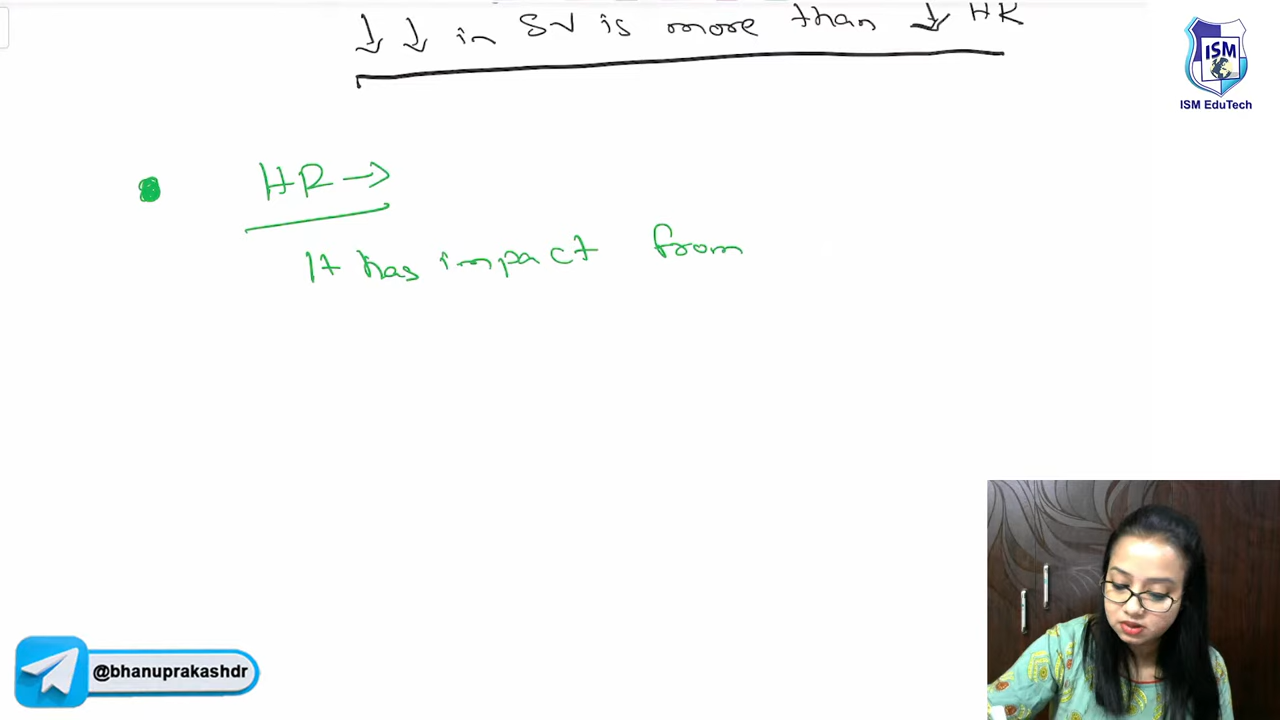 ↓ ↓ in SV is more than ↓ HR
ISM
ISM EduTech
HR →
It has impact from
@bhanuprakashdr